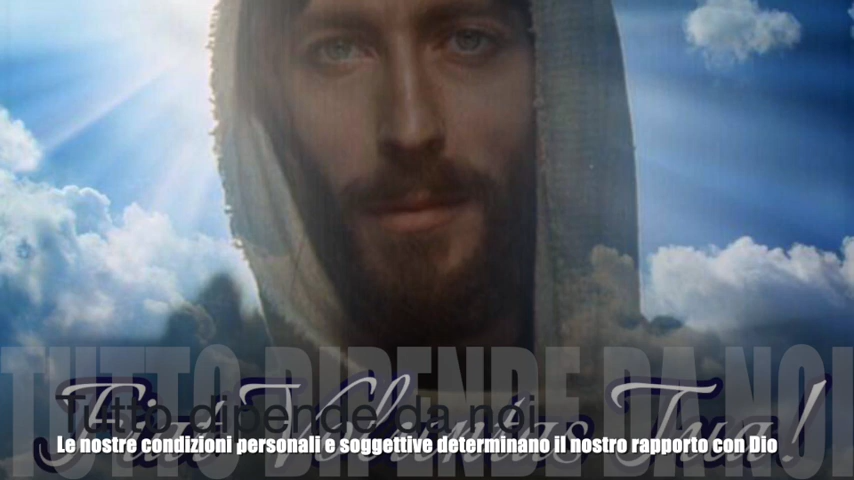 TUTTO DIPENDE DA NOI
Fiat Voluntas Tua!
Tutto dipende da noi
Le nostre condizioni personali e soggettive determinano il nostro rapporto con Dio